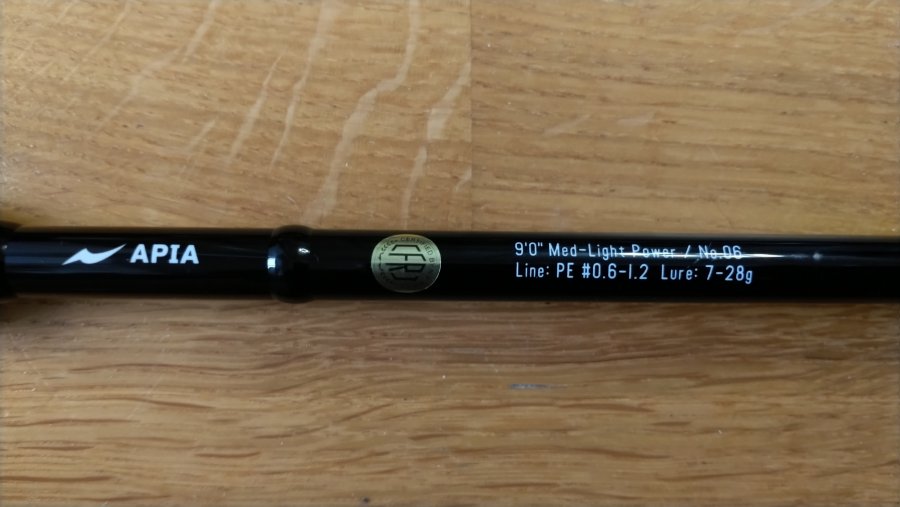 APIA
9'0" Med-Light Power / No.06
Line: PE #0.6-1.2 Lure: 7-28g